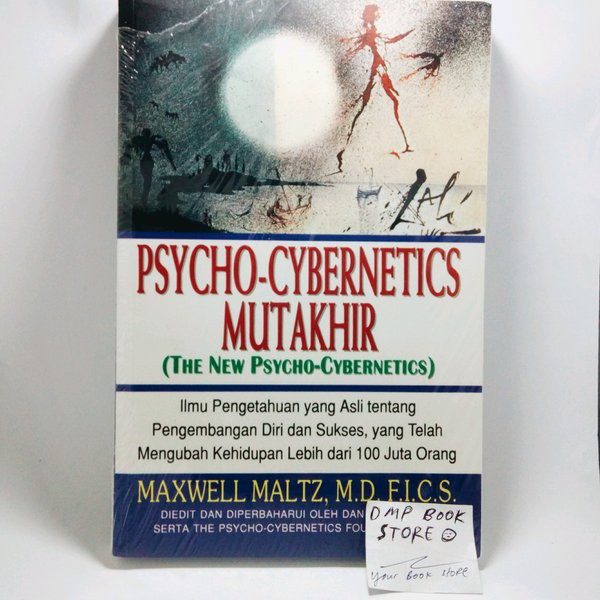 Dalí
PSYCHO-CYBERNETICS
MUTAKHIR
(THE NEW PSYCHO-CYBERNETICS)
Ilmu Pengetahuan yang Asli tentang
Pengembangan Diri dan Sukses, yang Telah
Mengubah Kehidupan Lebih dari 100 Juta Orang
MAXWELL MALTZ, M.D. F.I.C.S.
DIEDIT DAN DIPERBAHARUI OLEH DAN
SERTA THE PSYCHO-CYBERNETICS
DMP BOOK
STORE
your Book store